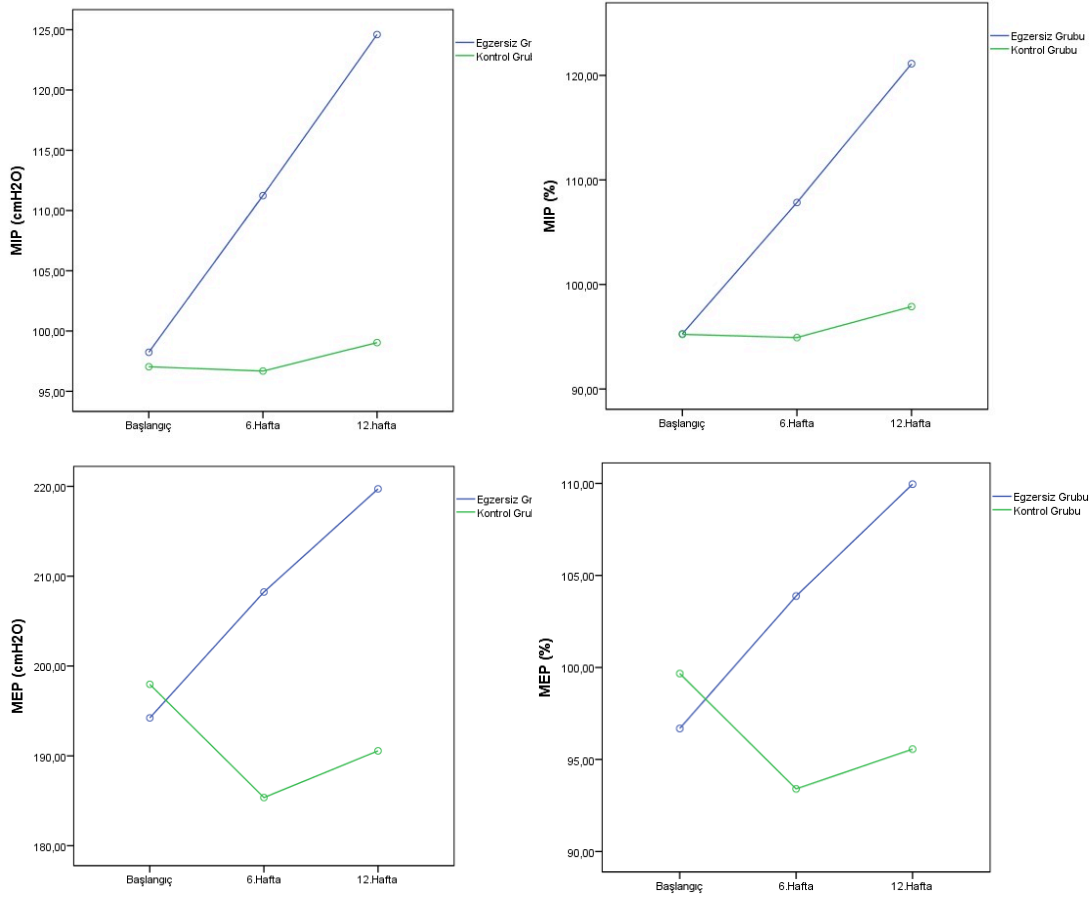 MIP (cmH2O)
125,00
120,00
115,00
110,00
105,00
100,00
95,00
Başlangıç
6.Hafta
12.Hafta
Egzersiz Gr
Kontrol Grul
MIP (%)
120,00
110,00
100,00
90,00
Başlangıç
6.Hafta
12.Hafta
Egzersiz Grubu
Kontrol Grubu
MEP (cmH2O)
220,00
210,00
200,00
190,00
180,00
Başlangıç
6.Hafta
12.Hafta
Egzersiz Gr
Kontrol Grul
MEP (%)
110,00
105,00
100,00
95,00
90,00
Başlangıç
6.Hafta
12.Hafta
Egzersiz Grubu
Kontrol Grubu